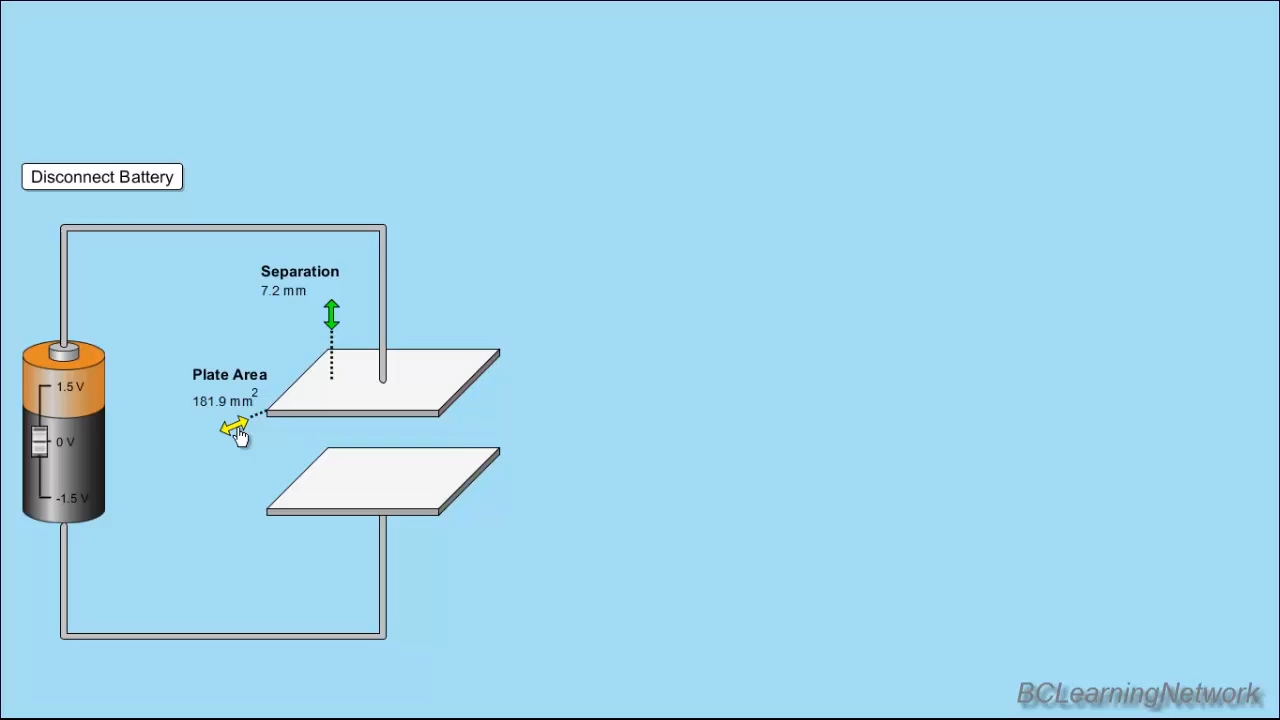 Disconnect Battery
Separation
7.2 mm
Plate Area
181.9 mm²
1.5 V
0 V
-1.5 V
BCLearningNetwork